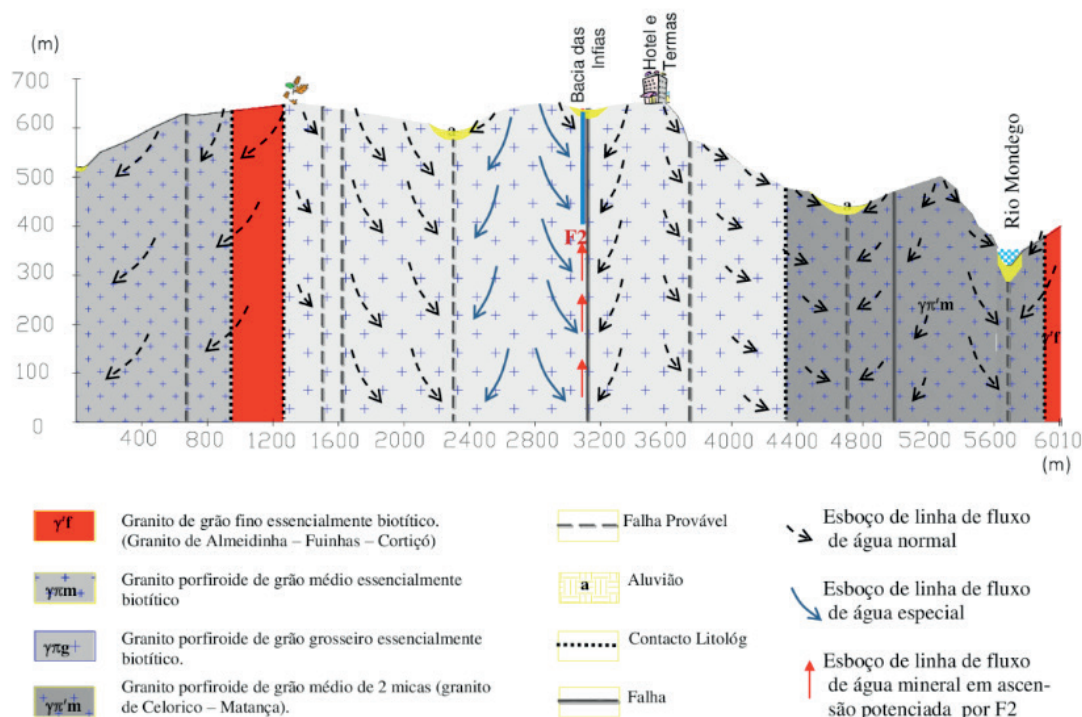 (m)
700
600
500
400
300
200
100
0
Bacia das
Infias
Hotel e
Termas
Rio Mondego
a
F2
a
γπ'm
γ'f
400
800
1200
1600
2000
2400
2800
3200
3600
4000
4400
4800
5200
5600
6010
(m)
γ'f
Granito de grão fino essencialmente biotítico.
(Granito de Almeidinha – Fuinhas – Cortiçó)
γπm
Granito porfiroide de grão médio essencialmente
biotítico
γπg
Granito porfiroide de grão grosseiro essencialmente
biotítico.
γπ'm
Granito porfiroide de grão médio de 2 micas (granito
de Celorico – Matança).
Falha Provável
a
Aluvião
Contacto Litológ
Falha
Esboço de linha de fluxo
de água normal
Esboço de linha de fluxo
de água especial
Esboço de linha de fluxo
de água mineral em ascen-
são potenciada por F2